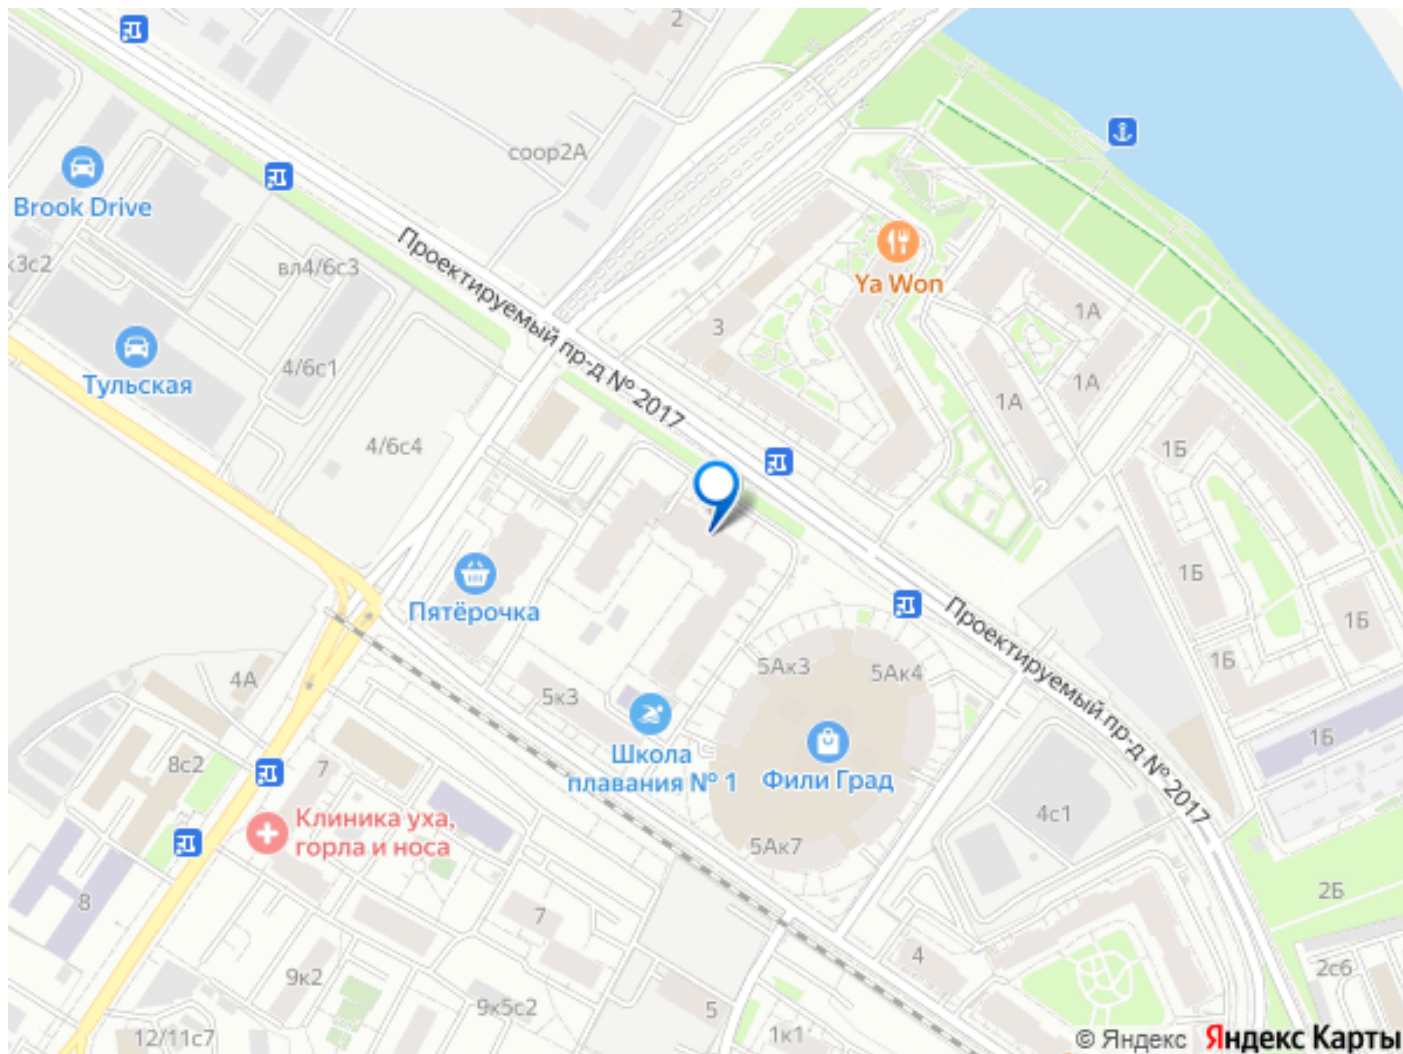 2
соор2А
Brook Drive
к3с2
вл4/6с3
Проектируемый пр-д № 2017
Ya Won
3
1А
4/6с1
Тульская
1А
1А
4/6с4
1Б
1Б
Пятёрочка
Проектируемый пр-д № 2017
1Б
5Ак3
5Ак4
1Б
4А
5к3
1Б
Школа
плавания № 1
Фили Град
8с2
7
Клиника уха,
горла и носа
4с1
5Ак7
2Б
8
7
4
9к2
2с6
9к5с2
5
1к1
12/11с7
© Яндекс Яндекс Карты